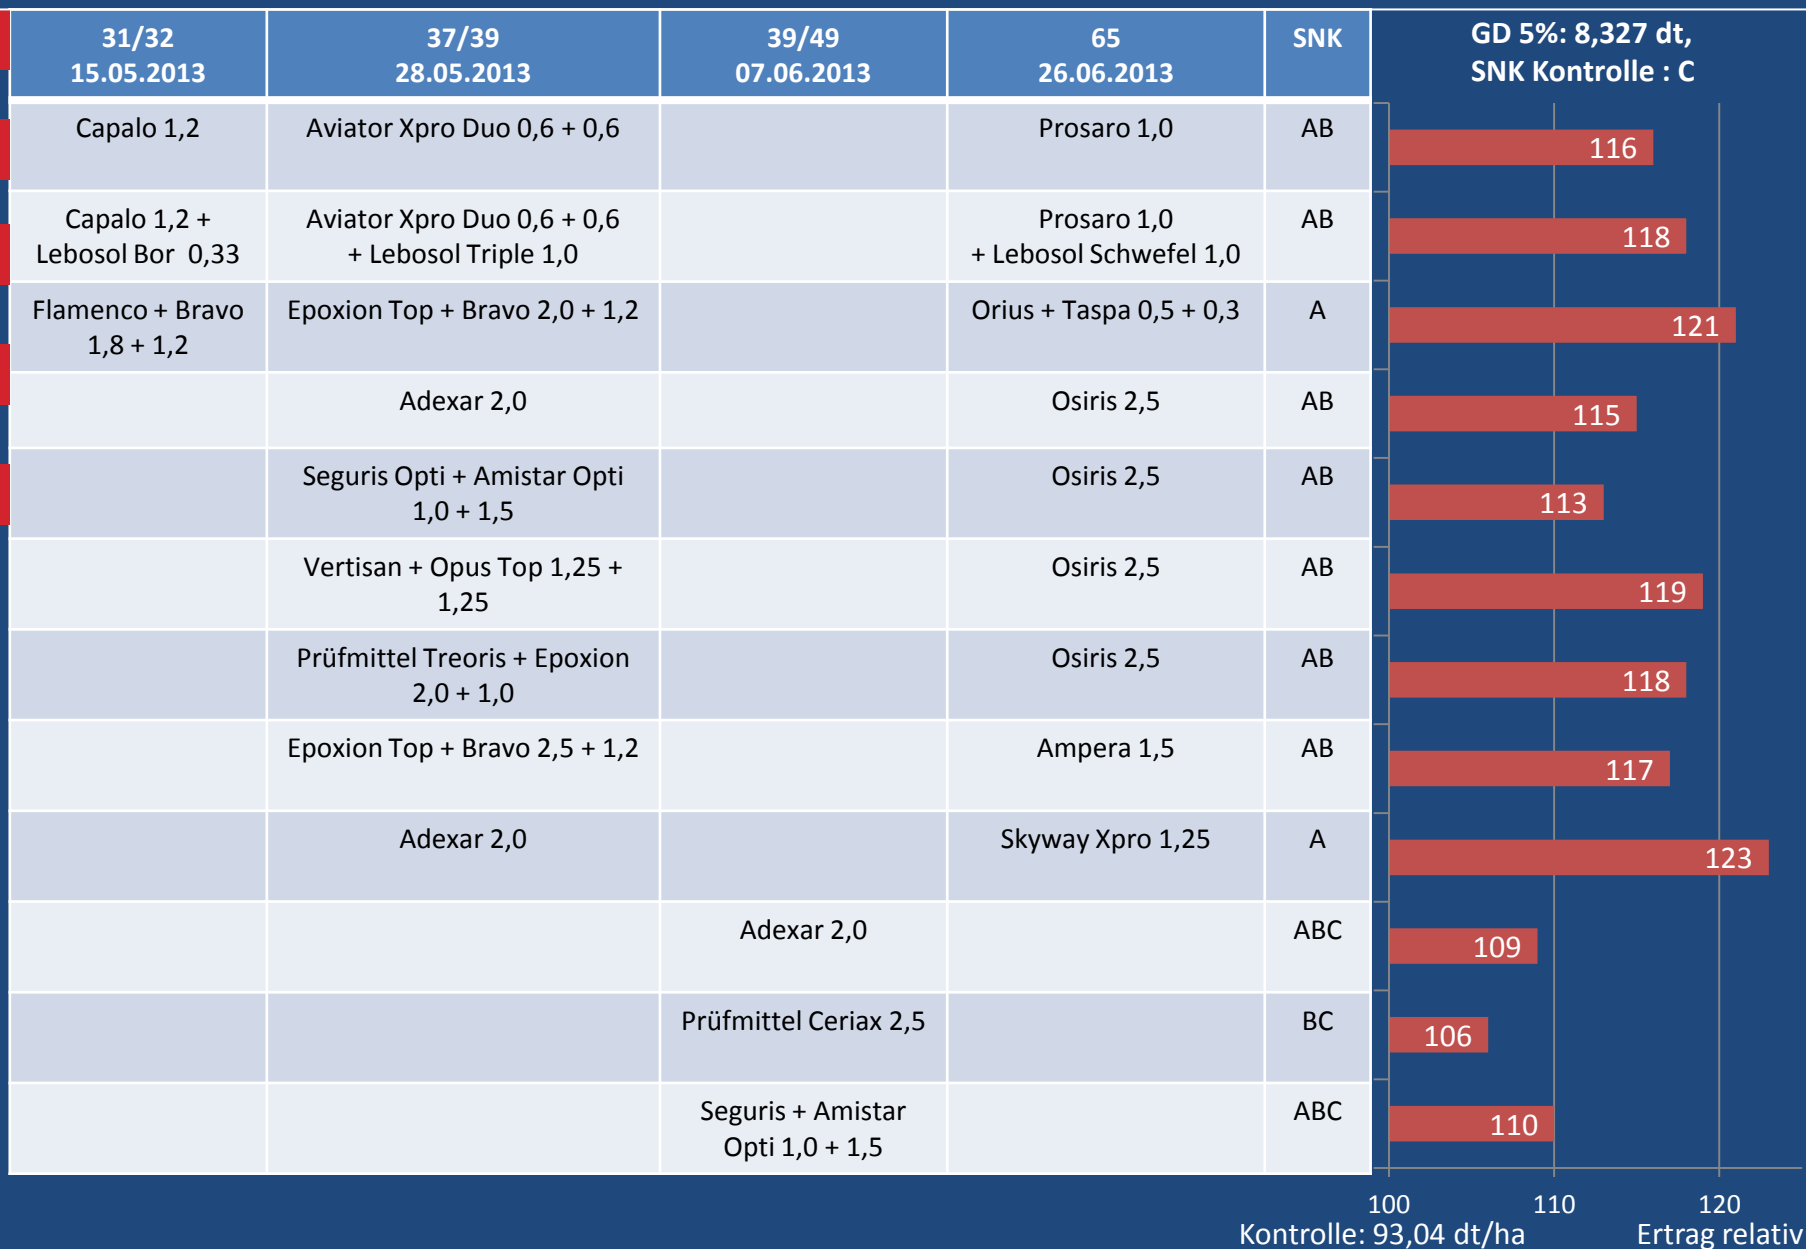 31/32
15.05.2013
37/39
28.05.2013
39/49
07.06.2013
65
26.06.2013
SNK
GD 5%: 8,327 dt,
SNK Kontrolle : C
Capalo 1,2
Aviator Xpro Duo 0,6 + 0,6
Prosaro 1,0
AB
116
Capalo 1,2 +
Lebosol Bor 0,33
Aviator Xpro Duo 0,6 + 0,6
+ Lebosol Triple 1,0
Prosaro 1,0
+ Lebosol Schwefel 1,0
AB
118
Flamenco + Bravo
1,8 + 1,2
Epoxion Top + Bravo 2,0 + 1,2
Orius + Taspa 0,5 + 0,3
A
121
Adexar 2,0
Osiris 2,5
AB
115
Seguris Opti + Amistar Opti
1,0 + 1,5
Osiris 2,5
AB
113
Vertisan + Opus Top 1,25 +
1,25
Osiris 2,5
AB
119
Prüfmittel Treoris + Epoxion
2,0 + 1,0
Osiris 2,5
AB
118
Epoxion Top + Bravo 2,5 + 1,2
Ampera 1,5
AB
117
Adexar 2,0
Skyway Xpro 1,25
A
123
Adexar 2,0
ABC
109
Prüfmittel Ceriax 2,5
BC
106
Seguris + Amistar
Opti 1,0 + 1,5
ABC
110
100 110 120
Kontrolle: 93,04 dt/ha Ertrag relativ